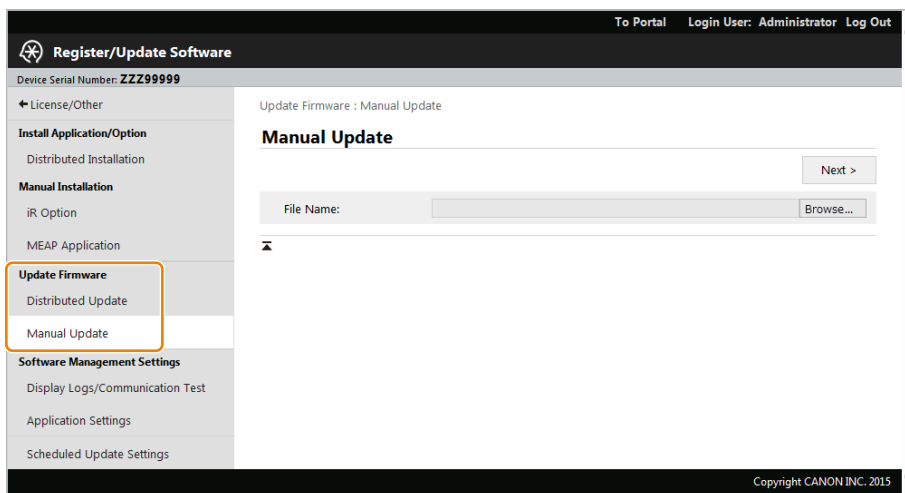 To Portal Login User: Administrator Log Out
Register/Update Software
Device Serial Number: ZZZ99999
License/Other
Install Application/Option
Distributed Installation
Manual Installation
iR Option
MEAP Application
Update Firmware
Distributed Update
Manual Update
Software Management Settings
Display Logs/Communication Test
Application Settings
Scheduled Update Settings
Update Firmware : Manual Update
Manual Update
Next >
File Name: Browse...
Copyright CANON INC. 2015